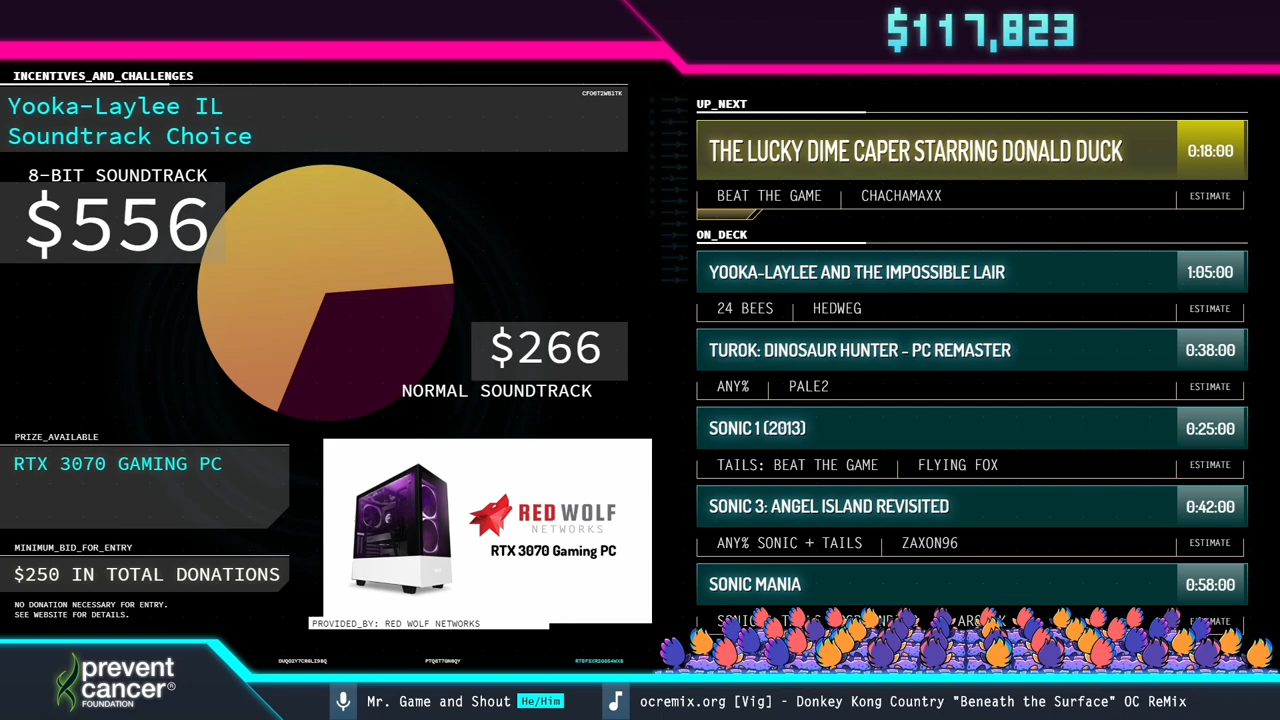 $117,823
INCENTIVES_AND_CHALLENGES
Yooka-Laylee IL
Soundtrack Choice
8-BIT SOUNDTRACK
$556
$266
NORMAL SOUNDTRACK
PRIZE_AVAILABLE
RTX 3070 GAMING PC
MINIMUM_BID_FOR_ENTRY
$250 IN TOTAL DONATIONS
NO DONATION NECESSARY FOR ENTRY.
SEE WEBSITE FOR DETAILS.
RED WOLF
NETWORKS
RTX 3070 Gaming PC
PROVIDED_BY: RED WOLF NETWORKS
UP_NEXT
THE LUCKY DIME CAPER STARRING DONALD DUCK 0:18:00
BEAT THE GAME CHACHAMAXX ESTIMATE
ON_DECK
YOOKA-LAYLEE AND THE IMPOSSIBLE LAIR 1:05:00
24 BEES HEDWEG ESTIMATE
TUROK: DINOSAUR HUNTER - PC REMASTER 0:38:00
ANY% PALE2 ESTIMATE
SONIC 1 (2013) 0:25:00
TAILS: BEAT THE GAME FLYING FOX ESTIMATE
SONIC 3: ANGEL ISLAND REVISITED 0:42:00
ANY% SONIC + TAILS ZAXON96 ESTIMATE
SONIC MANIA 0:58:00
prevent
cancer®
FOUNDATION
Mr. Game and Shout He/Him
ocremix.org [Vig] - Donkey Kong Country "Beneath the Surface" OC ReMix